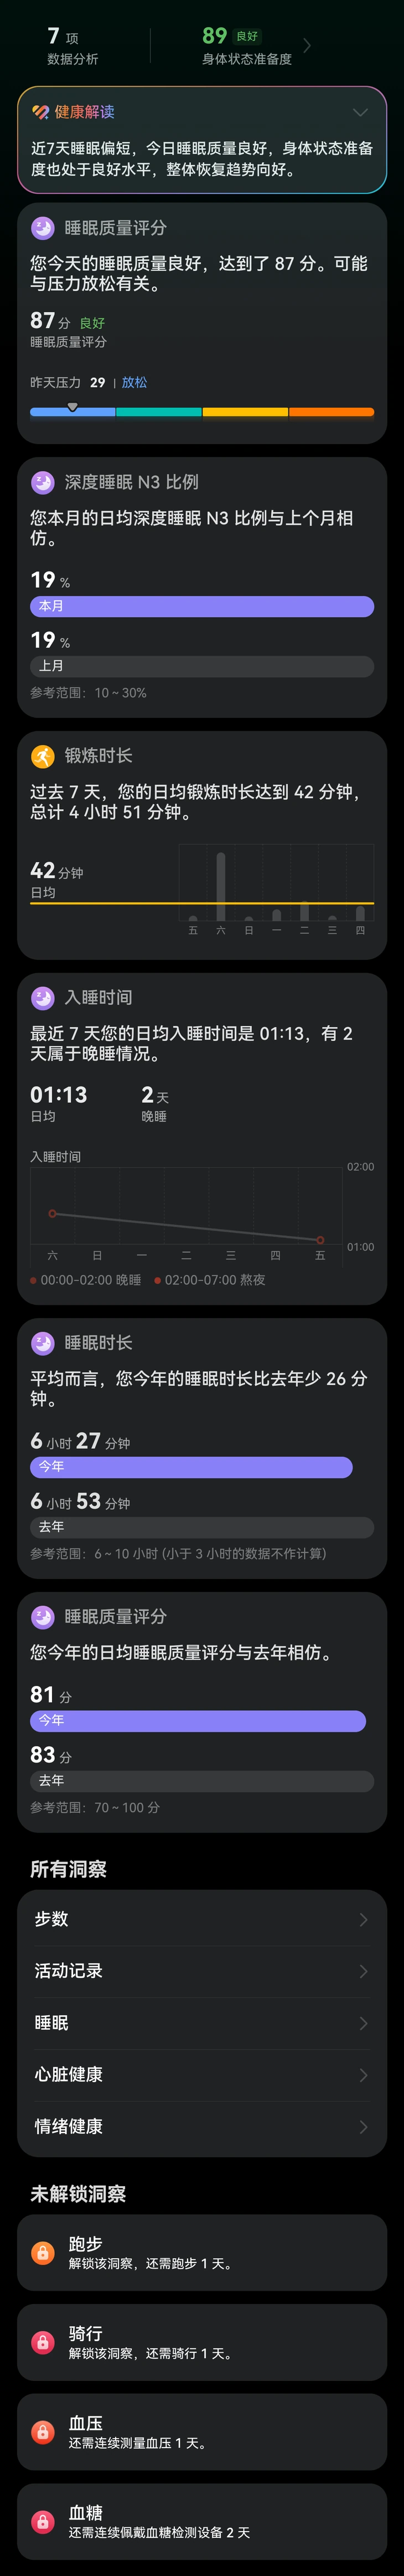 7 项
数据分析
89 良好
身体状态准备度
健康解读
近7天睡眠偏短，今日睡眠质量良好，身体状态准备
度也处于良好水平，整体恢复趋势向好。
睡眠质量评分
您今天的睡眠质量良好，达到了 87 分。可能
与压力放松有关。
87 分 良好
睡眠质量评分
昨天压力 29 | 放松
深度睡眠 N3 比例
您本月的日均深度睡眠 N3 比例与上个月相
仿。
19 %
本月
19 %
上月
参考范围：10 ~ 30%
锻炼时长
过去 7 天，您的日均锻炼时长达到 42 分钟，
总计 4 小时 51 分钟。
42 分钟
日均
五 六 日 一 二 三 四
入睡时间
最近 7 天您的日均入睡时间是 01:13，有 2
天属于晚睡情况。
01:13 2 天
日均 晚睡
入睡时间
02:00
01:00
六 日 一 二 三 四 五
00:00-02:00 晚睡 02:00-07:00 熬夜
睡眠时长
平均而言，您今年的睡眠时长比去年少 26 分
钟。
6 小时 27 分钟
今年
6 小时 53 分钟
去年
参考范围：6 ~ 10 小时 (小于 3 小时的数据不作计算)
睡眠质量评分
您今年的日均睡眠质量评分与去年相仿。
81 分
今年
83 分
去年
参考范围：70 ~ 100 分
所有洞察
步数
活动记录
睡眠
心脏健康
情绪健康
未解锁洞察
跑步
解锁该洞察，还需跑步 1 天。
骑行
解锁该洞察，还需骑行 1 天。
血压
还需连续测量血压 1 天。
血糖
还需连续佩戴血糖检测设备 2 天